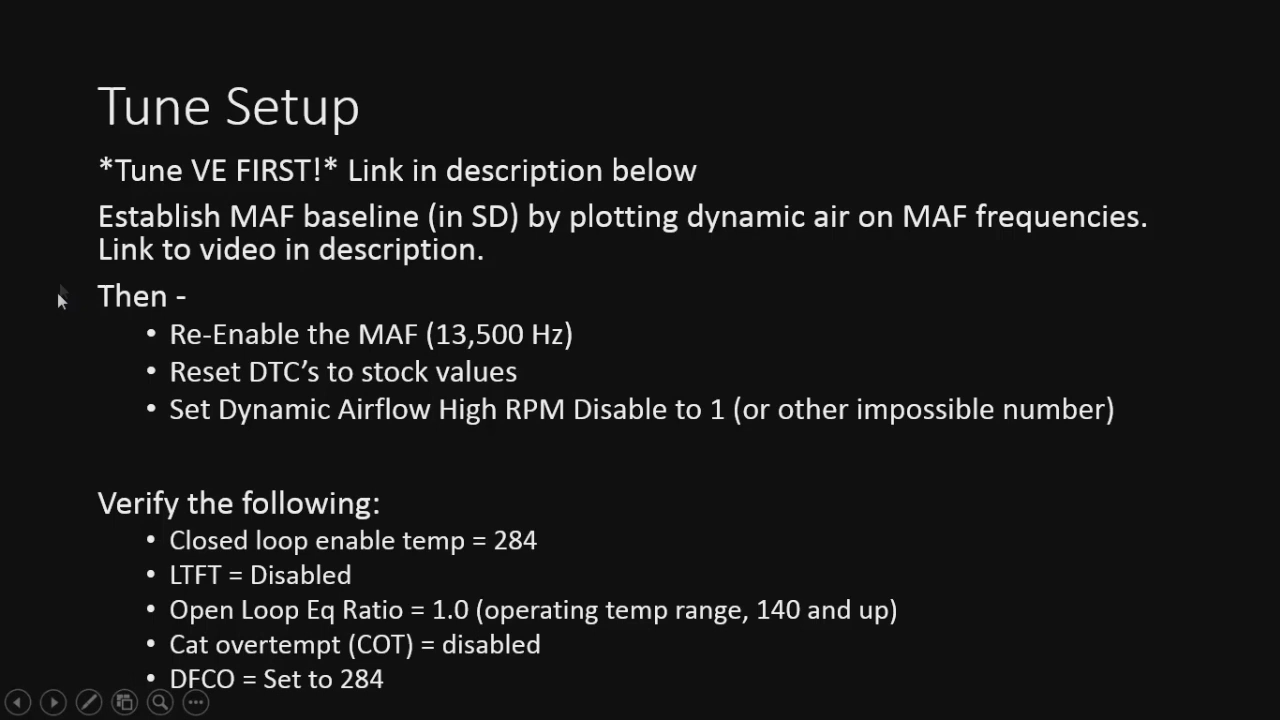 Tune Setup
*Tune VE FIRST!* Link in description below
Establish MAF baseline (in SD) by plotting dynamic air on MAF frequencies.
Link to video in description.
Then -
• Re-Enable the MAF (13,500 Hz)
• Reset DTC’s to stock values
• Set Dynamic Airflow High RPM Disable to 1 (or other impossible number)
Verify the following:
• Closed loop enable temp = 284
• LTFT = Disabled
• Open Loop Eq Ratio = 1.0 (operating temp range, 140 and up)
• Cat overtempt (COT) = disabled
• DFCO = Set to 284